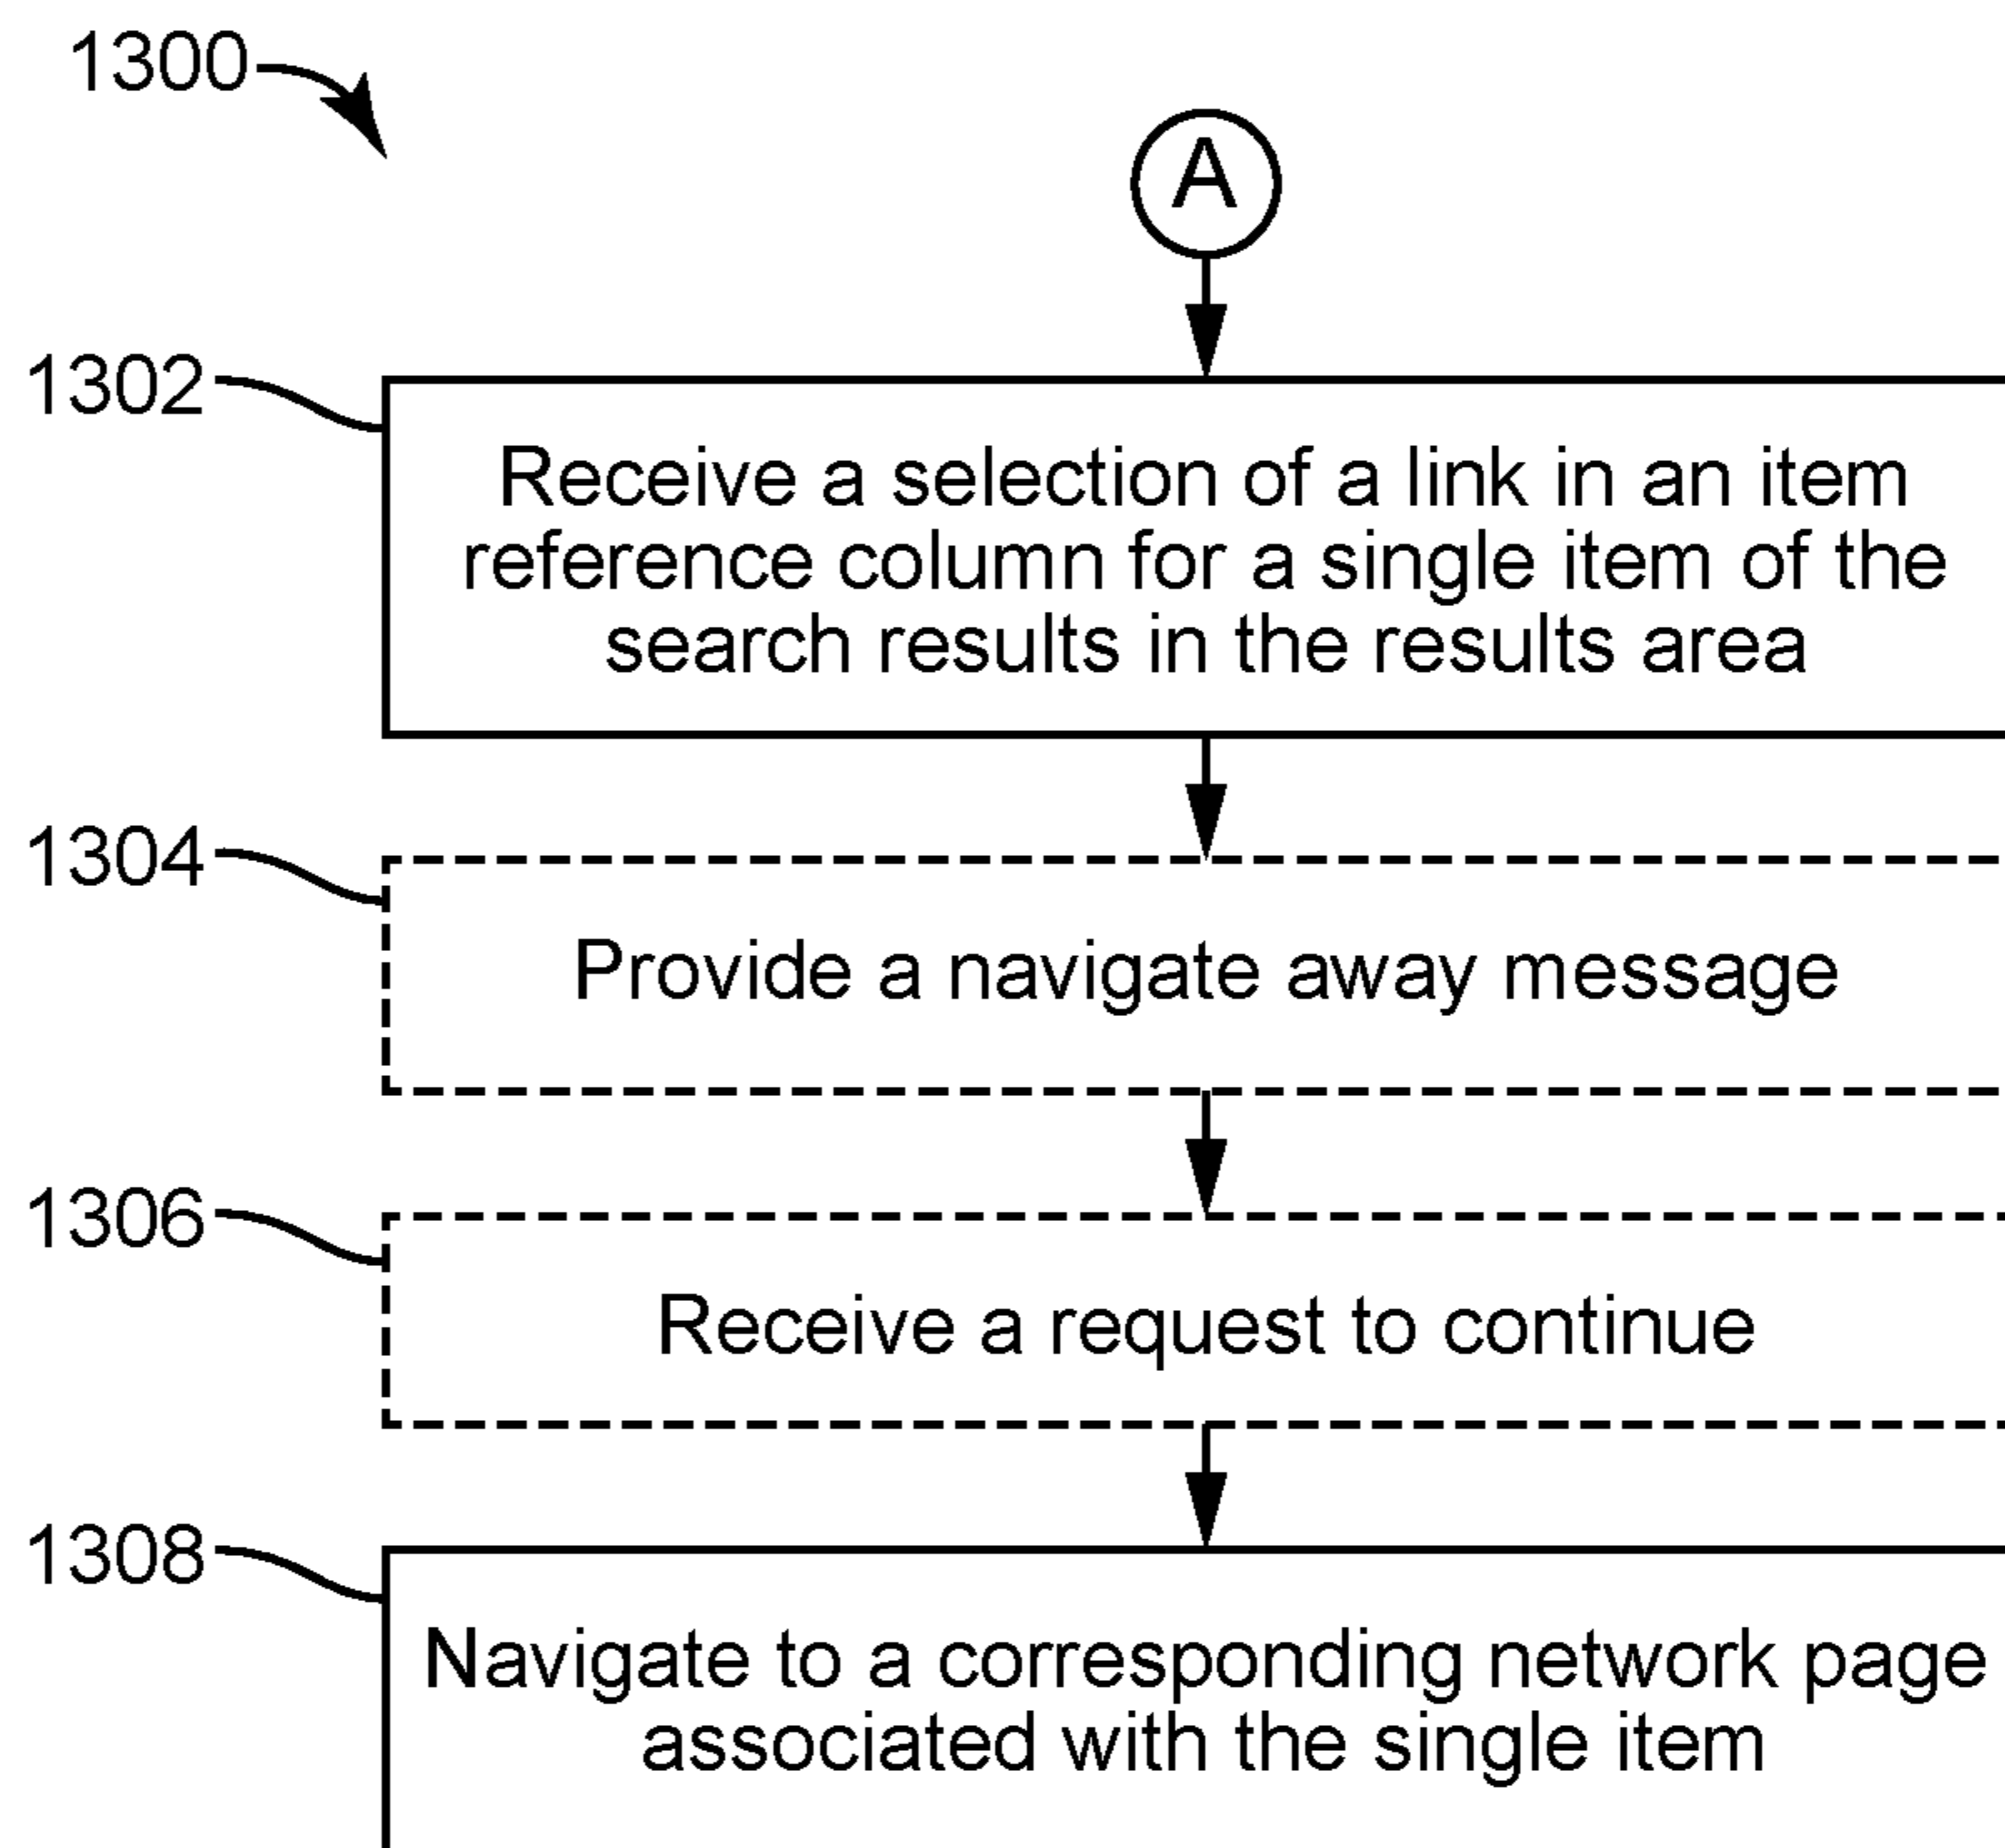 1300
A
1302
Receive a selection of a link in an item
reference column for a single item of the
search results in the results area
1304
Provide a navigate away message
1306
Receive a request to continue
1308
Navigate to a corresponding network page
associated with the single item